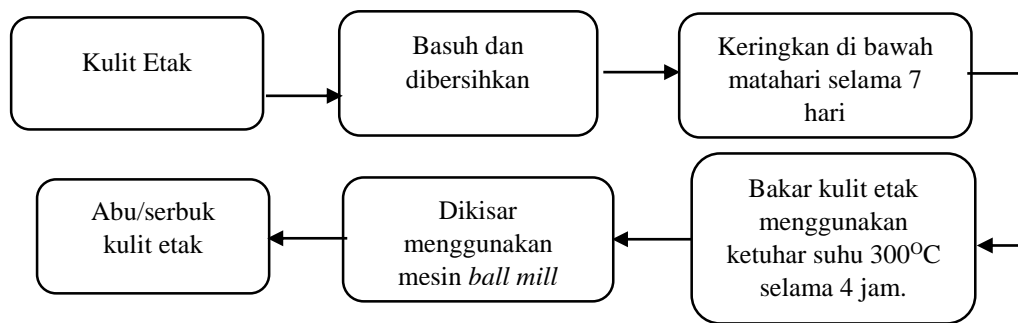 Kulit Etak
Basuh dan
dibersihkan
Keringkan di bawah
matahari selama 7
hari
Bakar kulit etak
menggunakan
ketuhar suhu 300⁰C
selama 4 jam.
Dikisar
menggunakan
mesin ball mill
Abu/serbuk
kulit etak